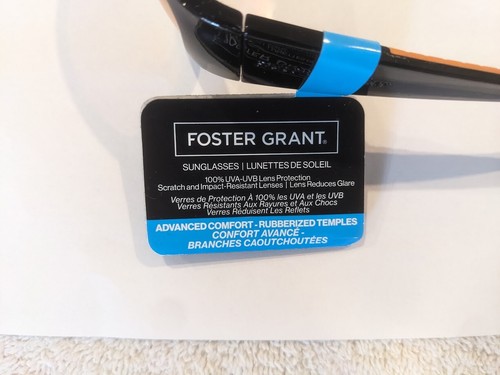 FOSTER GRANT®
SUNGLASSES | LUNETTES DE SOLEIL
100% UVA-UVB Lens Protection
Scratch and Impact-Resistant Lenses | Lens Reduces Glare
Verres de Protection À 100% les UVA et les UVB
Verres Résistants Aux Rayures et Aux Chocs
Verres Réduisent Les Reflets
ADVANCED COMFORT - RUBBERIZED TEMPLES
CONFORT AVANCÉ -
BRANCHES CAOUTCHOUTÉES